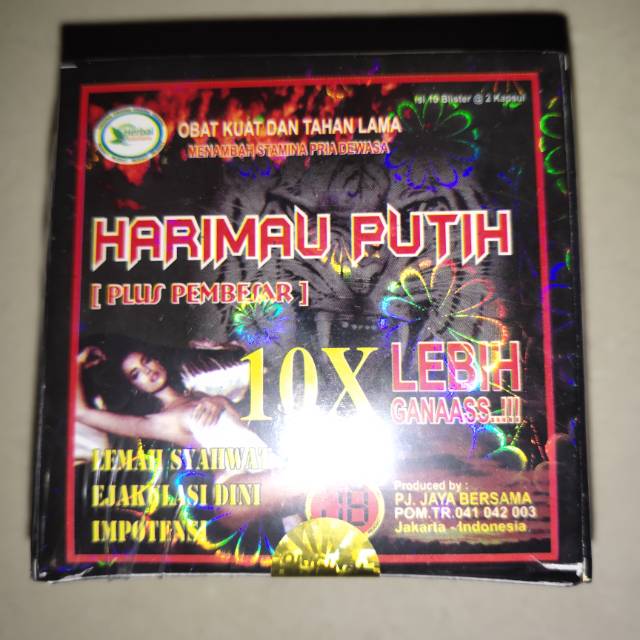 Isi 10 Blister @ 2 Kapsul
Herbal
OBAT KUAT DAN TAHAN LAMA
MENAMBAH STAMINA PRIA DEWASA
HARIMAU PUTIH
[ PLUS PEMBESAR ]
10X LEBIH
GANAASS..!!!
LEMAH SYAHWAT
EJAKULASI DINI
IMPOTENSI
18
Produced by :
PJ. JAYA BERSAMA
POM.TR.041 042 003
Jakarta - Indonesia